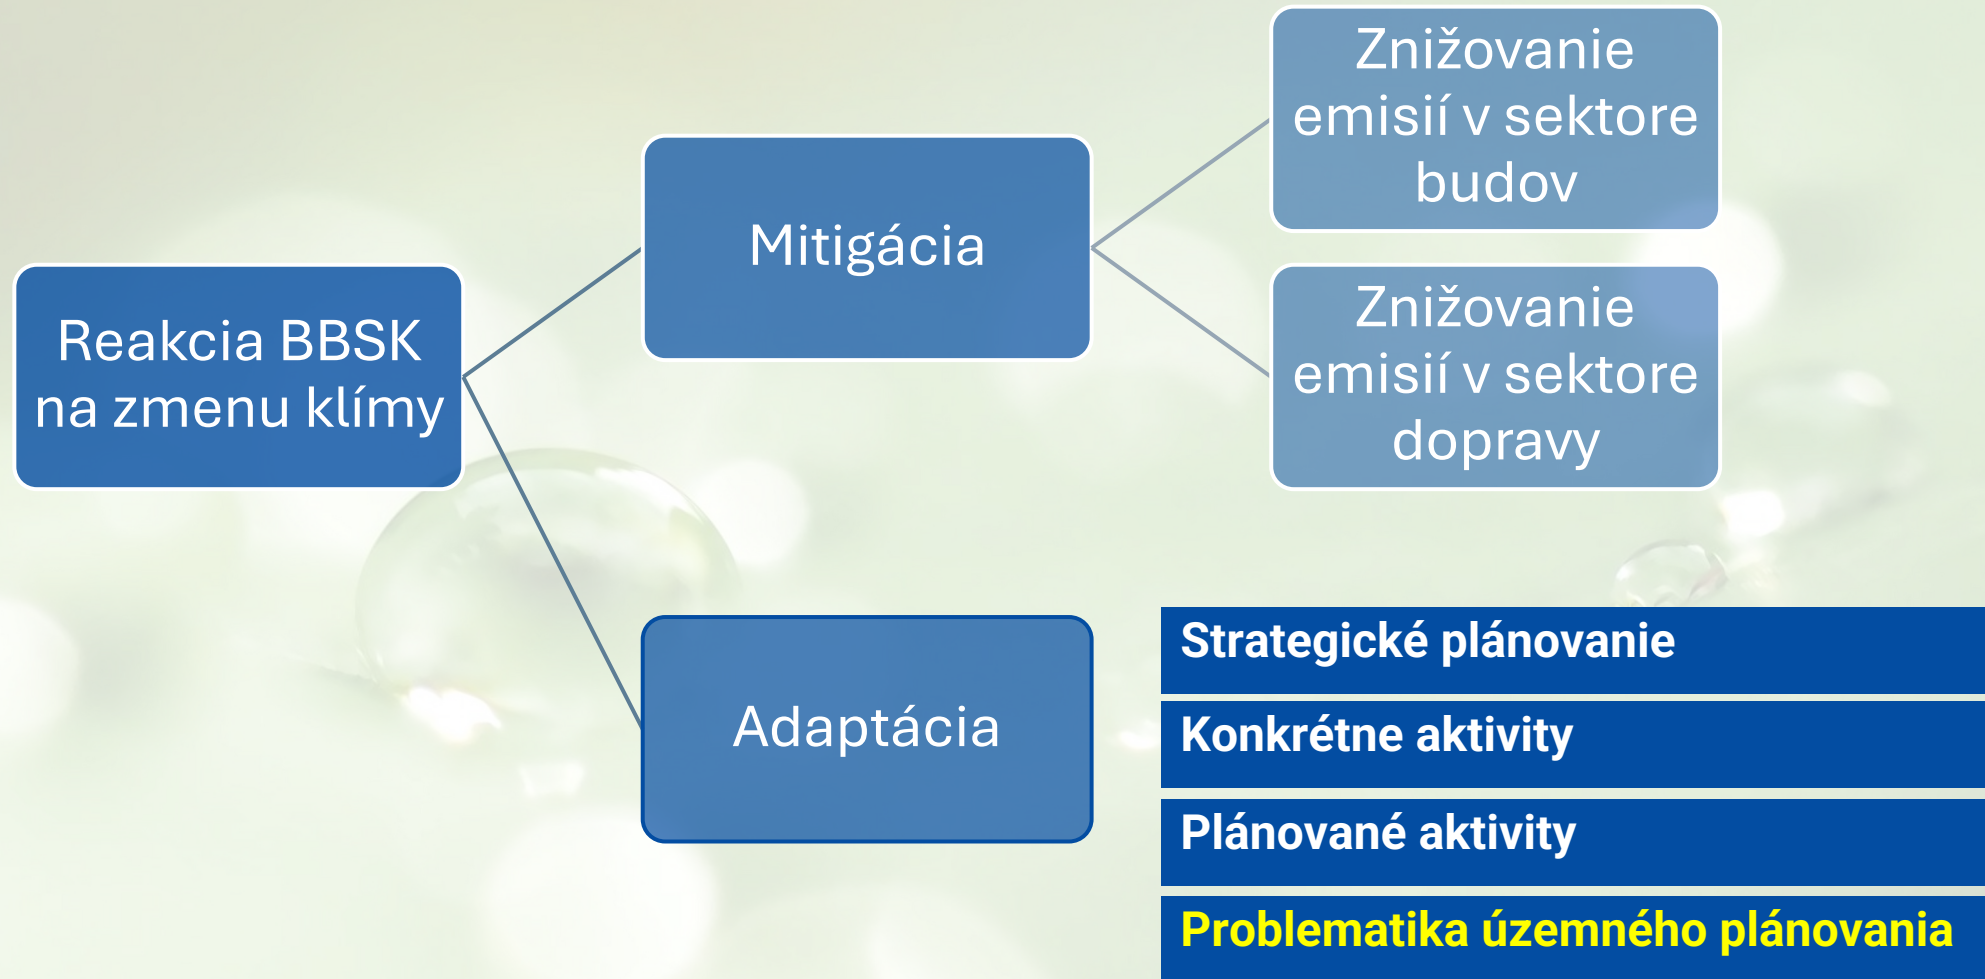 Reakcia BBSK
na zmenu klímy
Mitigácia
Znižovanie
emisií v sektore
budov
Znižovanie
emisií v sektore
dopravy
Adaptácia
Strategické plánovanie
Konkrétne aktivity
Plánované aktivity
Problematika územného plánovania